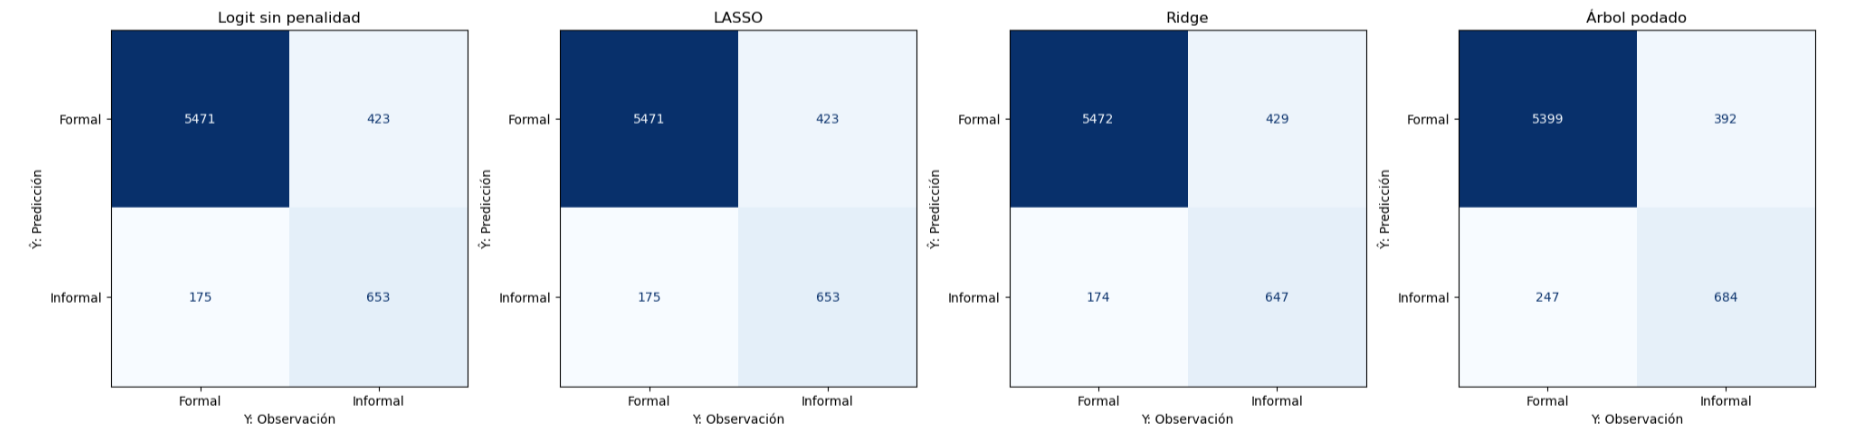 Logit sin penalidad
Ŷ: Predicción
Formal
5471
423
Informal
175
653
Formal
Informal
Y: Observación
LASSO
Ŷ: Predicción
Formal
5471
423
Informal
175
653
Formal
Informal
Y: Observación
Ridge
Ŷ: Predicción
Formal
5472
429
Informal
174
647
Formal
Informal
Y: Observación
Árbol podado
Ŷ: Predicción
Formal
5399
392
Informal
247
684
Formal
Informal
Y: Observación